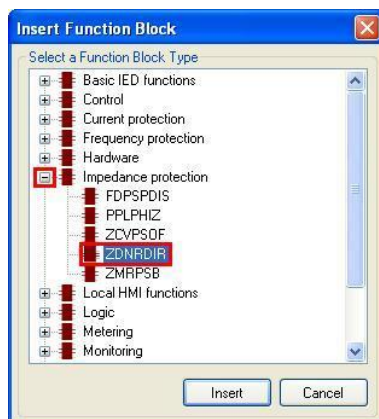 Insert Function Block
Select a Function Block Type
Basic IED functions
Control
Current protection
Frequency protection
Hardware
Impedance protection
FDPSPDIS
PPLPHIZ
ZCVPSOF
ZDNRDIR
ZMRPSB
Local HMI functions
Logic
Metering
Monitoring
Insert Cancel